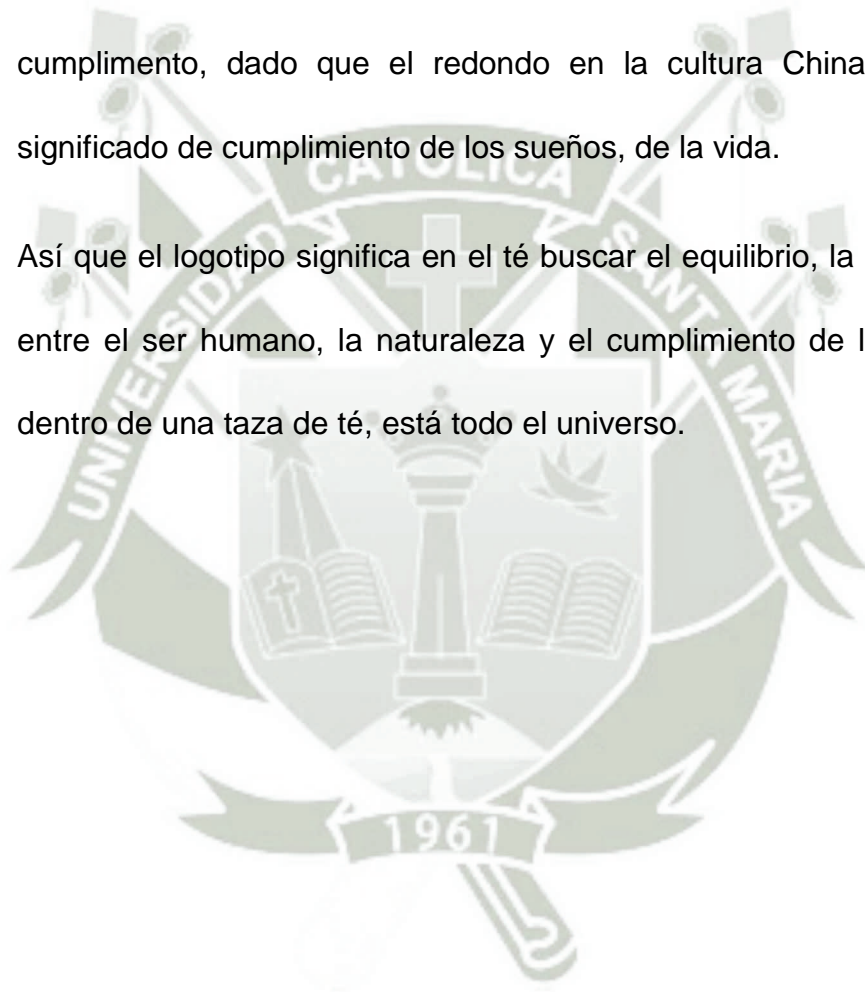 cumplimento, dado que el redondo en la cultura China
significado de cumplimiento de los sueños, de la vida.
Así que el logotipo significa en el té buscar el equilibrio, la
entre el ser humano, la naturaleza y el cumplimiento de l
dentro de una taza de té, está todo el universo.
UNIVERSIDAD CATOLICA SANTA MARIA
1961